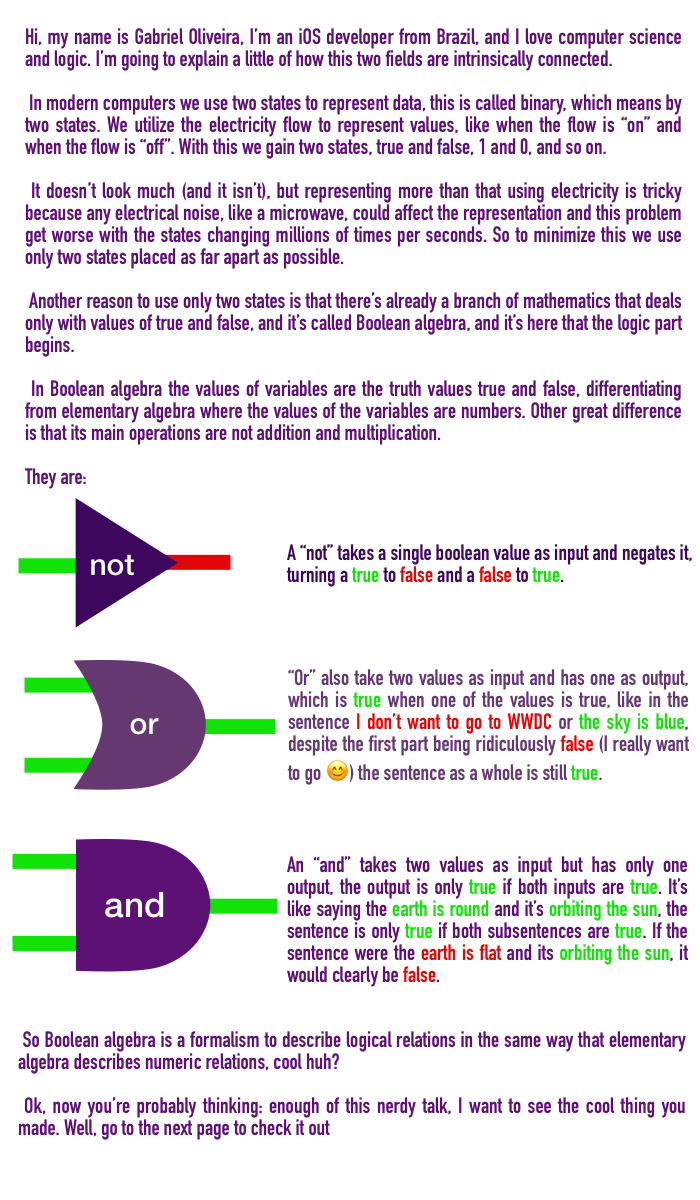 Hi, my name is Gabriel Oliveira, I'm an iOS developer from Brazil, and I love computer science
and logic. I'm going to explain a little of how this two fields are intrinsically connected.
In modern computers we use two states to represent data, this is called binary, which means by
two states. We utilize the electricity flow to represent values, like when the flow is “on” and
when the flow is “off”. With this we gain two states, true and false, 1 and 0, and so on.
It doesn't look much (and it isn't), but representing more than that using electricity is tricky
because any electrical noise, like a microwave, could affect the representation and this problem
get worse with the states changing millions of times per seconds. So to minimize this we use
only two states placed as far apart as possible.
Another reason to use only two states is that there's already a branch of mathematics that deals
only with values of true and false, and it's called Boolean algebra, and it's here that the logic part
begins.
In Boolean algebra the values of variables are the truth values true and false, differentiating
from elementary algebra where the values of the variables are numbers. Other great difference
is that its main operations are not addition and multiplication.
They are:
not
A “not” takes a single boolean value as input and negates it,
turning a true to false and a false to true.
or
“Or” also take two values as input and has one as output,
which is true when one of the values is true, like in the
sentence I don't want to go to WWDC or the sky is blue,
despite the first part being ridiculously false (I really want
to go 😊) the sentence as a whole is still true.
and
An “and” takes two values as input but has only one
output, the output is only true if both inputs are true. It's
like saying the earth is round and it's orbiting the sun, the
sentence is only true if both subsentences are true. If the
sentence were the earth is flat and its orbiting the sun, it
would clearly be false.
So Boolean algebra is a formalism to describe logical relations in the same way that elementary
algebra describes numeric relations, cool huh?
Ok, now you're probably thinking: enough of this nerdy talk, I want to see the cool thing you
made. Well, go to the next page to check it out